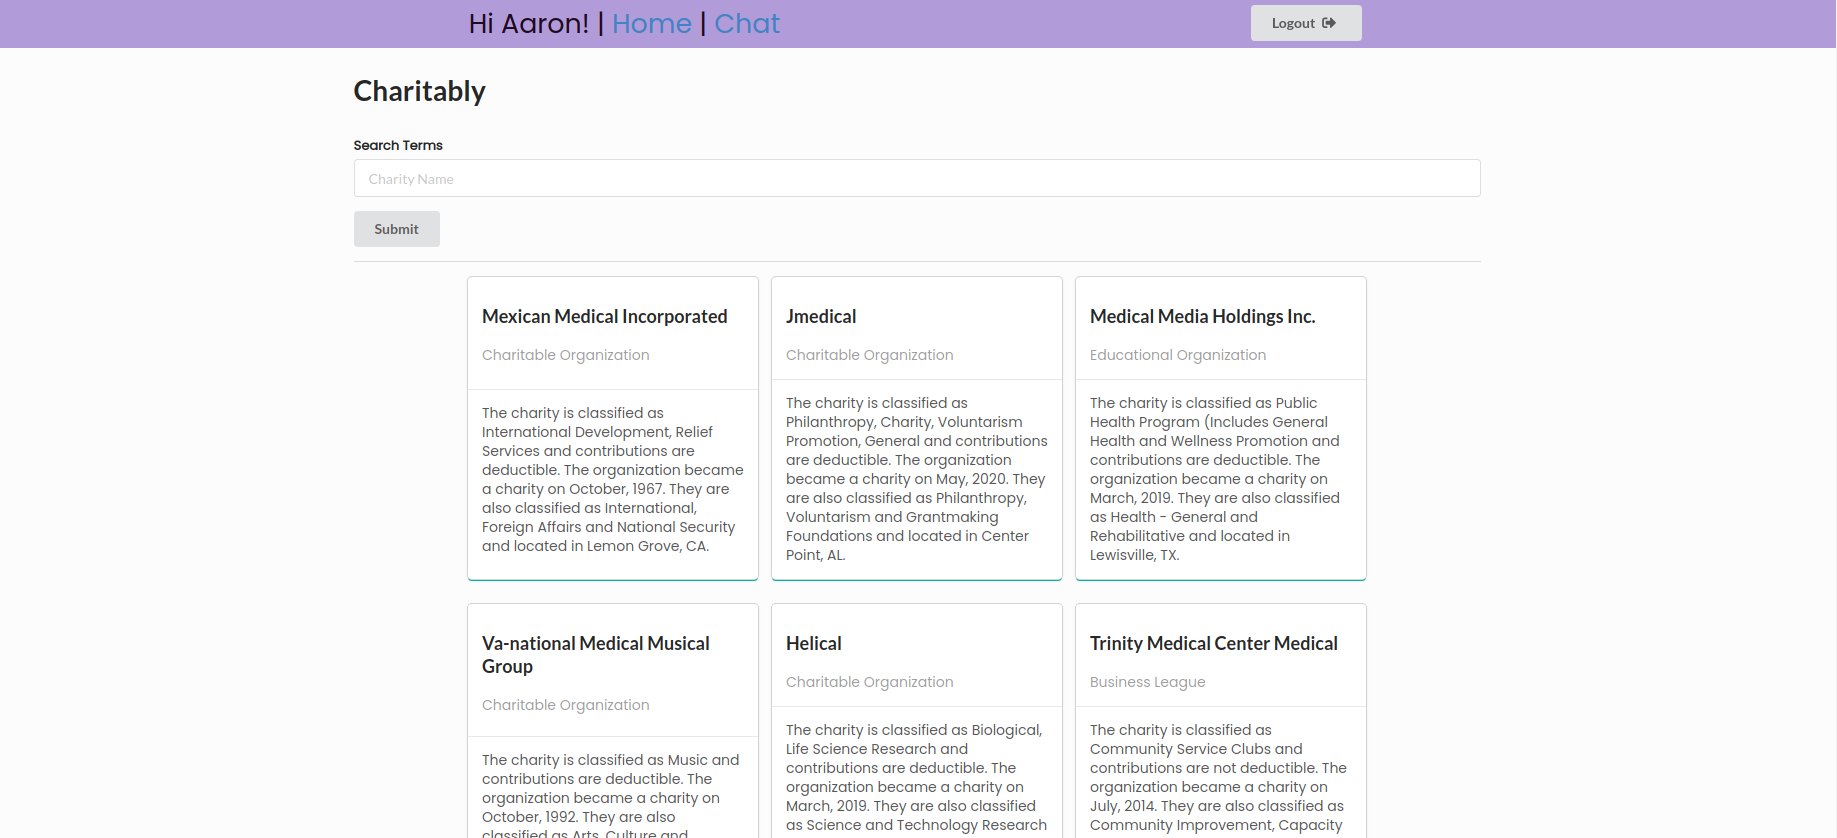 Hi Aaron! | Home | Chat
Logout
Charitably
Search Terms
Charity Name
Submit
Mexican Medical Incorporated
Charitable Organization
The charity is classified as
International Development, Relief
Services and contributions are
deductible. The organization became
a charity on October, 1967. They are
also classified as International,
Foreign Affairs and National Security
and located in Lemon Grove, CA.
Jmedical
Charitable Organization
The charity is classified as
Philanthropy, Charity, Voluntarism
Promotion, General and contributions
are deductible. The organization
became a charity on May, 2020. They
are also classified as Philanthropy,
Voluntarism and Grantmaking
Foundations and located in Center
Point, AL.
Medical Media Holdings Inc.
Educational Organization
The charity is classified as Public
Health Program (Includes General
Health and Wellness Promotion and
contributions are deductible. The
organization became a charity on
March, 2019. They are also classified
as Health - General and
Rehabilitative and located in
Lewisville, TX.
Va-national Medical Musical
Group
Charitable Organization
The charity is classified as Music and
contributions are deductible. The
organization became a charity on
October, 1992. They are also
classified as Arts, Culture and
Helical
Charitable Organization
The charity is classified as Biological,
Life Science Research and
contributions are deductible. The
organization became a charity on
March, 2019. They are also classified
as Science and Technology Research
Trinity Medical Center Medical
Business League
The charity is classified as
Community Service Clubs and
contributions are not deductible. The
organization became a charity on
July, 2014. They are also classified as
Community Improvement, Capacity